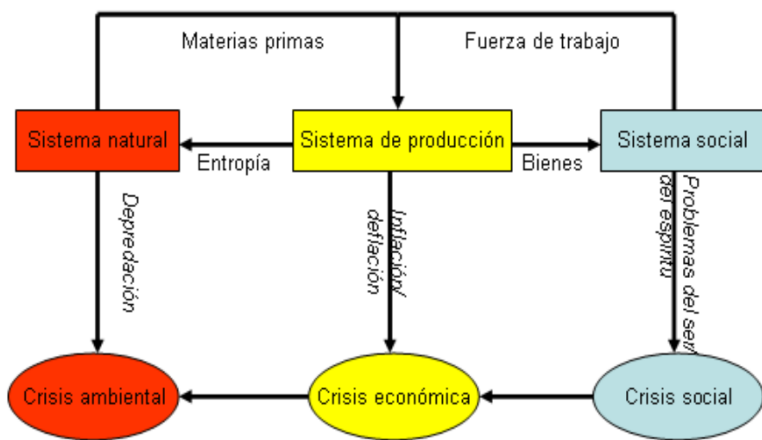 Materias primas
Fuerza de trabajo
Sistema natural
Sistema de producción
Sistema social
Entropía
Bienes
Depredación
Inflación/
deflación
Problemas del ser/
del espíritu
Crisis ambiental
Crisis económica
Crisis social